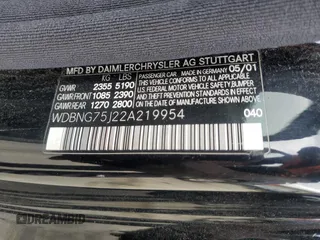 MFD BY DAIMLERCHRYSLER AG STUTTGART
KG LBS
GVWR 2355 5190
GAWR FRONT 1085 2390
GAWR REAR 1270 2800
PASSENGER CAR MADE IN GERMANY 05/01
THIS VEHICLE CONFORMS TO ALL APPLICABLE
U.S. FEDERAL MOTOR VEHICLE SAFETY
BUMPER AND THEFT PREVENTION STANDARDS
IN EFFECT ON THE DATE OF
MANUFACTURE SHOWN ABOVE
WDBNG75J22A219954
040
DREAMBID